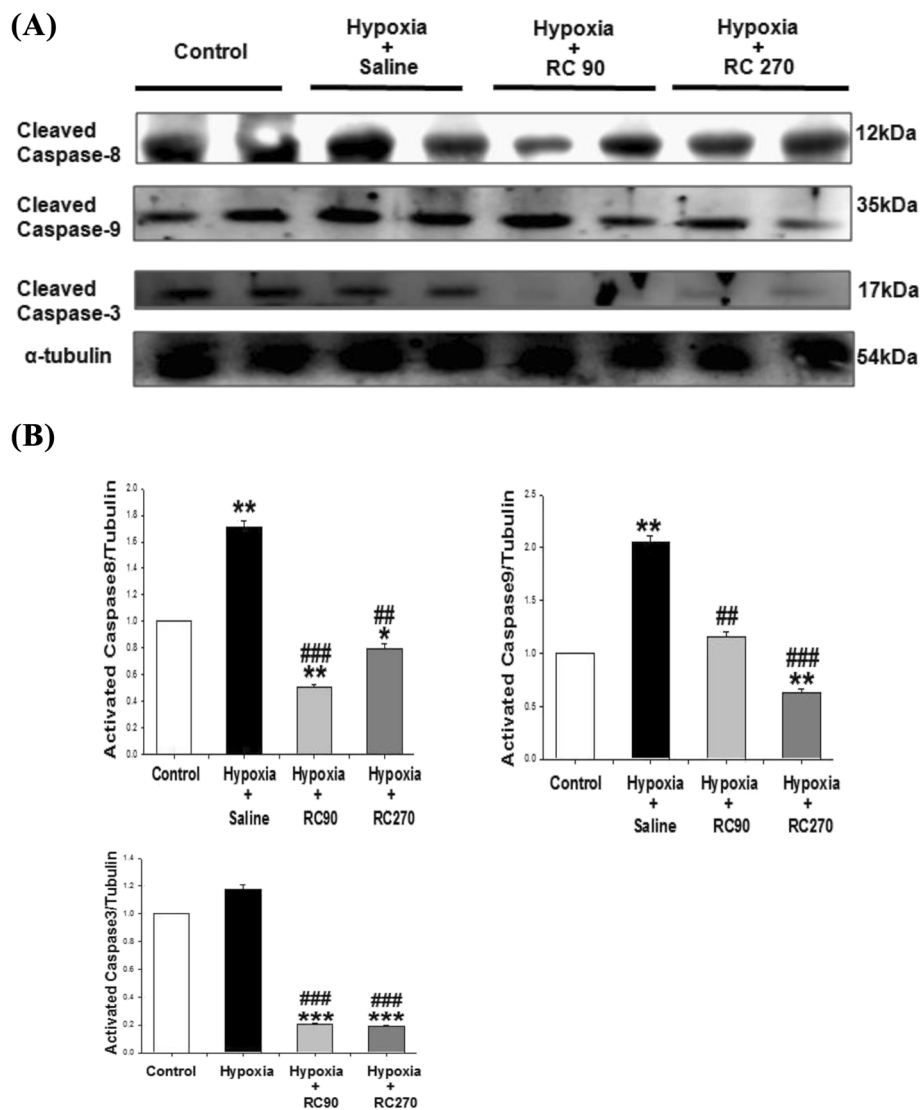 (A)
Control
Hypoxia
+
Saline
Hypoxia
+
RC 90
Hypoxia
+
RC 270
Cleaved
Caspase-8
12kDa
Cleaved
Caspase-9
35kDa
Cleaved
Caspase-3
17kDa
α-tubulin
54kDa
(B)
Activated Caspase8/Tubulin
2.0
1.8
1.6
1.4
1.2
1.0
0.8
0.6
0.4
0.2
0.0
**
###
**
##
*
Control
Hypoxia
+
Saline
Hypoxia
+
RC90
Hypoxia
+
RC270
Activated Caspase9/Tubulin
2.5
2.0
1.5
1.0
0.5
0.0
**
##
###
**
Control
Hypoxia
+
Saline
Hypoxia
+
RC90
Hypoxia
+
RC270
Activated Caspase3/Tubulin
1.4
1.2
1.0
0.8
0.6
0.4
0.2
0.0
###
***
###
***
Control
Hypoxia
Hypoxia
+
RC90
Hypoxia
+
RC270